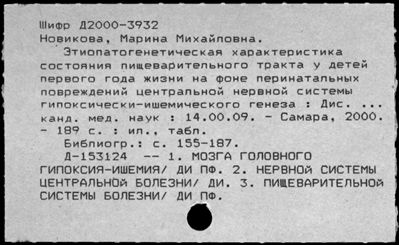 Шифр Д2000-3932
Новикова, Марина Михайловна.
Этиопатогенетическая характеристика
состояния пищеварительного тракта у детей
первого года жизни на фоне перинатальных
повреждений центральной нервной системы
гипоксически-ишемического генеза : Дис. ...
канд. мед. наук : 14.00.09. - Самара, 2000.
- 189 с. : ил., табл.
Библиогр.: с. 155-187.
Д-153124 -- 1. МОЗГА ГОЛОВНОГО
ГИПОКСИЯ-ИШЕМИЯ/ ДИ ПФ. 2. НЕРВНОЙ СИСТЕМЫ
ЦЕНТРАЛЬНОЙ БОЛЕЗНИ/ ДИ. 3. ПИЩЕВАРИТЕЛЬНОЙ
СИСТЕМЫ БОЛЕЗНИ/ ДИ ПФ.